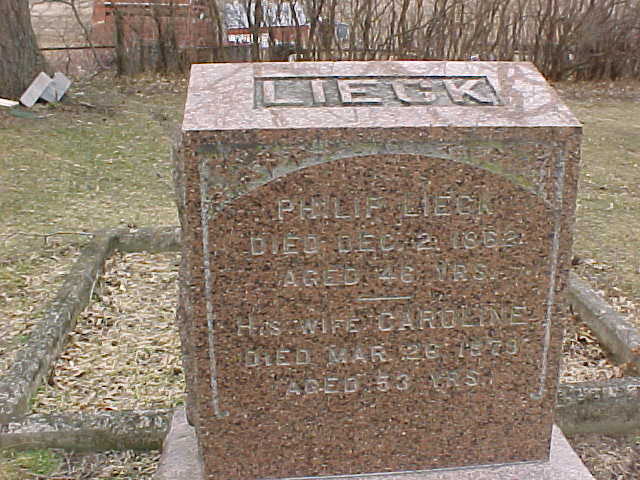 LIECK
PHILIP LIECK
DIED DEC. 2, 1862
AGED 46 YRS.
HIS WIFE CAROLINE
DIED MAR. 26, 1873
AGED 53 YRS.